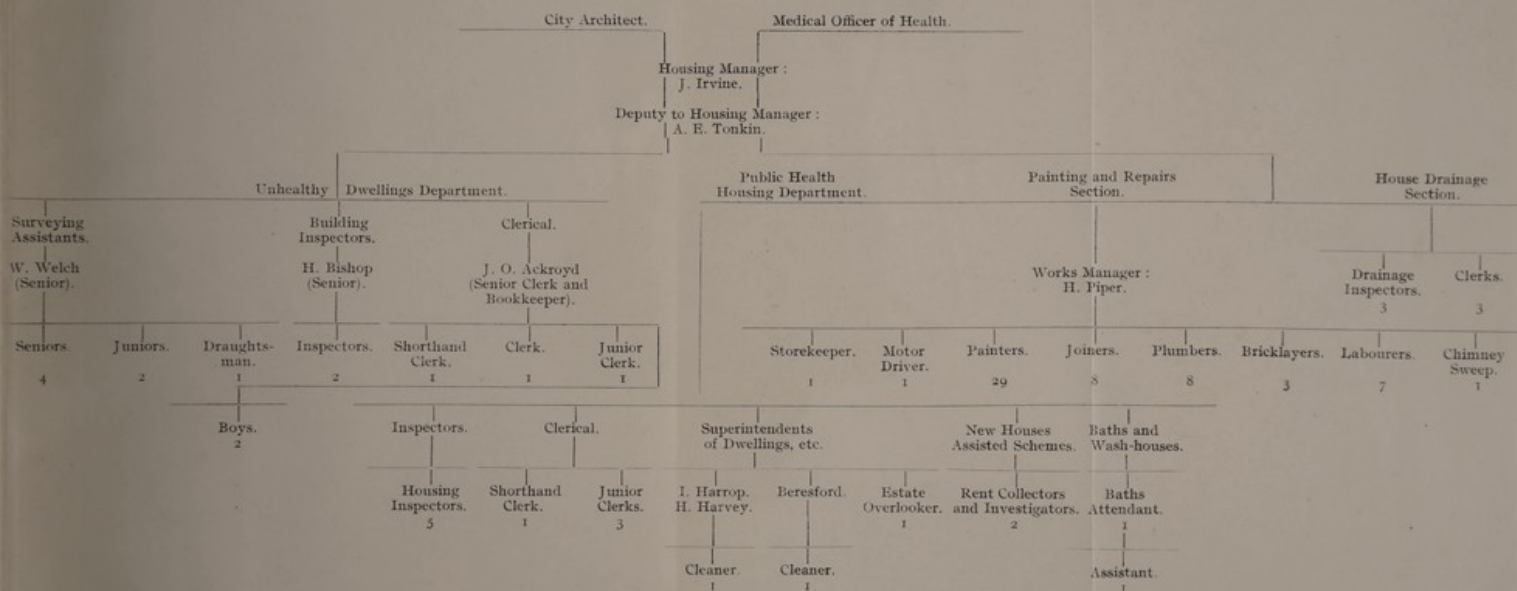 City Architect.
Medical Officer of Health.
Housing Manager :
J. Irvine.
Deputy to Housing Manager :
A. E. Tonkin.
Unhealthy Dwellings Department.
Public Health
Housing Department.
Painting and Repairs
Section.
House Drainage
Section.
Surveying
Assistants.
Building
Inspectors.
Clerical.
W. Welch
(Senior).
H. Bishop
(Senior).
J. O. Ackroyd
(Senior Clerk and
Bookkeeper).
Works Manager :
H. Piper.
Drainage
Inspectors.
3
Clerks.
3
Seniors.
4
Juniors.
2
Draughts-
man.
1
Inspectors.
2
Shorthand
Clerk.
1
Clerk.
1
Junior
Clerk.
1
Storekeeper.
1
Motor
Driver.
1
Painters.
29
Joiners.
8
Plumbers.
8
Bricklayers.
3
Labourers.
7
Chimney
Sweep.
1
Boys.
2
Inspectors.
Clerical.
Superintendents
of Dwellings, etc.
New Houses
Assisted Schemes.
Baths and
Wash-houses.
Housing
Inspectors.
5
Shorthand
Clerk.
1
Junior
Clerks.
3
I. Harrop.
H. Harvey.
Beresford.
Estate
Overlooker.
1
Rent Collectors
and Investigators.
2
Baths
Attendant.
1
Cleaner.
1
Cleaner.
1
Assistant.
1